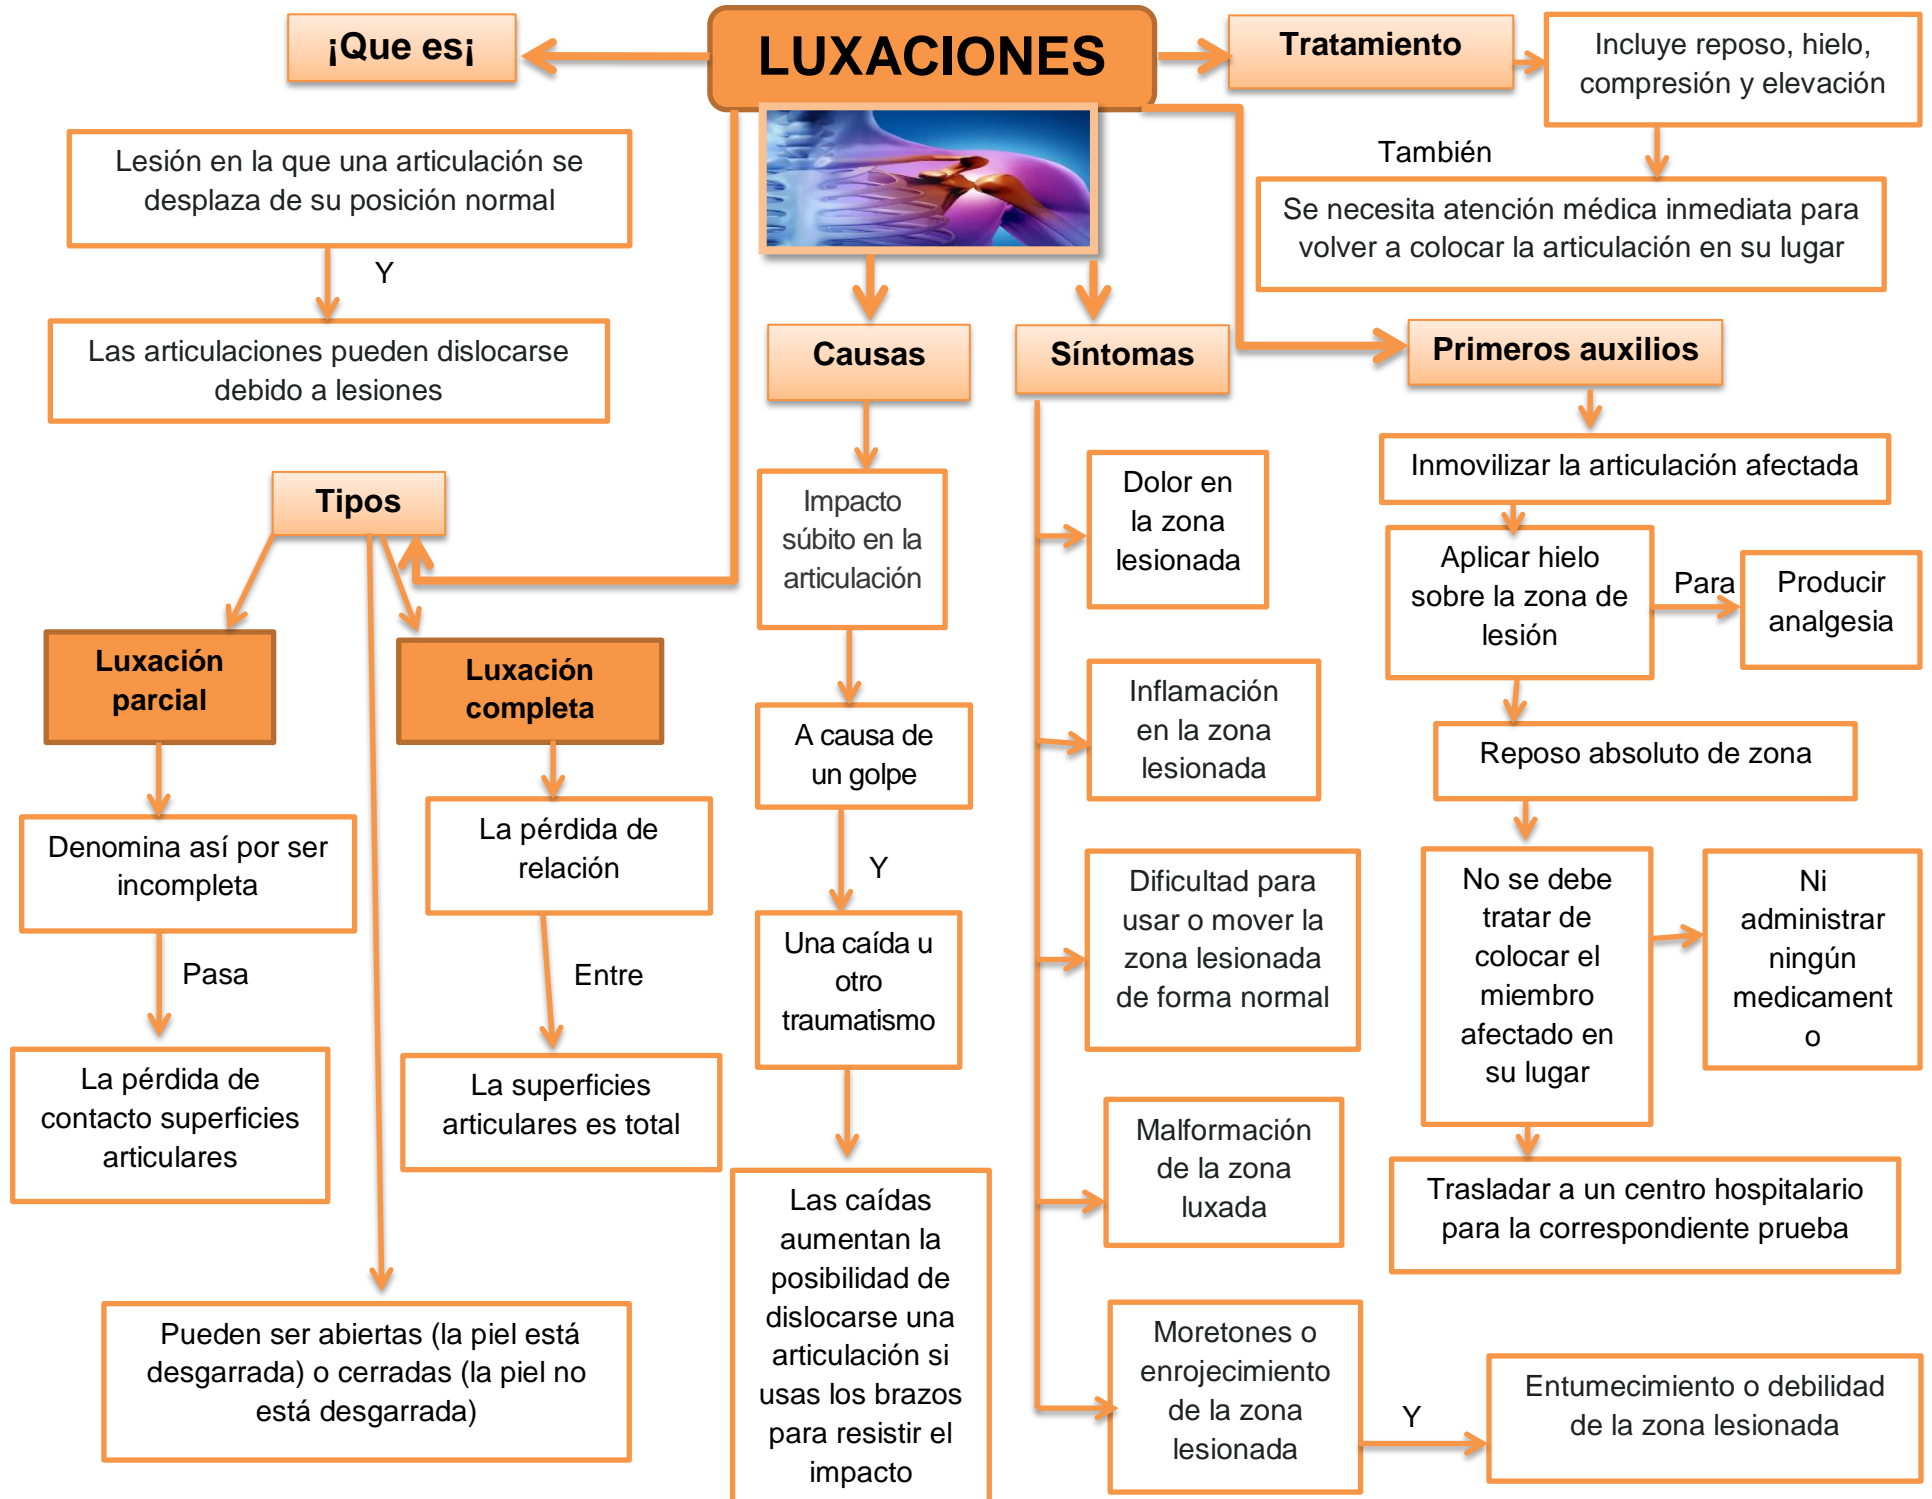 LUXACIONES
¡Que es¡
Lesión en la que una articulación se
desplaza de su posición normal
Y
Las articulaciones pueden dislocarse
debido a lesiones
Tratamiento
Incluye reposo, hielo,
compresión y elevación
También
Se necesita atención médica inmediata para
volver a colocar la articulación en su lugar
Tipos
Luxación
parcial
Denomina así por ser
incompleta
Pasa
La pérdida de
contacto superficies
articulares
Luxación
completa
La pérdida de
relación
Entre
La superficies
articulares es total
Pueden ser abiertas (la piel está
desgarrada) o cerradas (la piel no
está desgarrada)
Causas
Impacto
súbito en la
articulación
A causa de
un golpe
Y
Una caída u
otro
traumatismo
Las caídas
aumentan la
posibilidad de
dislocarse una
articulación si
usas los brazos
para resistir el
impacto
Síntomas
Dolor en
la zona
lesionada
Inflamación
en la zona
lesionada
Dificultad para
usar o mover la
zona lesionada
de forma normal
Malformación
de la zona
luxada
Moretones o
enrojecimiento
de la zona
lesionada
Y
Entumecimiento o debilidad
de la zona lesionada
Primeros auxilios
Inmovilizar la articulación afectada
Aplicar hielo
sobre la zona de
lesión
Para
Producir
analgesia
Reposo absoluto de zona
No se debe
tratar de
colocar el
miembro
afectado en
su lugar
Ni
administrar
ningún
medicament
o
Trasladar a un centro hospitalario
para la correspondiente prueba